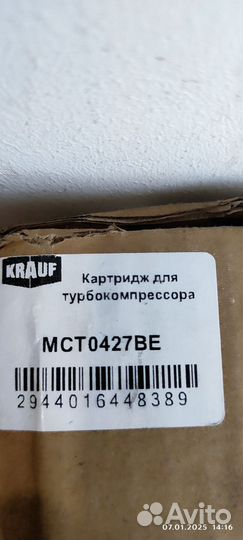 KRAUF
Картридж для
турбокомпрессора
MCT0427BE
2944016448389
07.01.2025 14:16
Avito